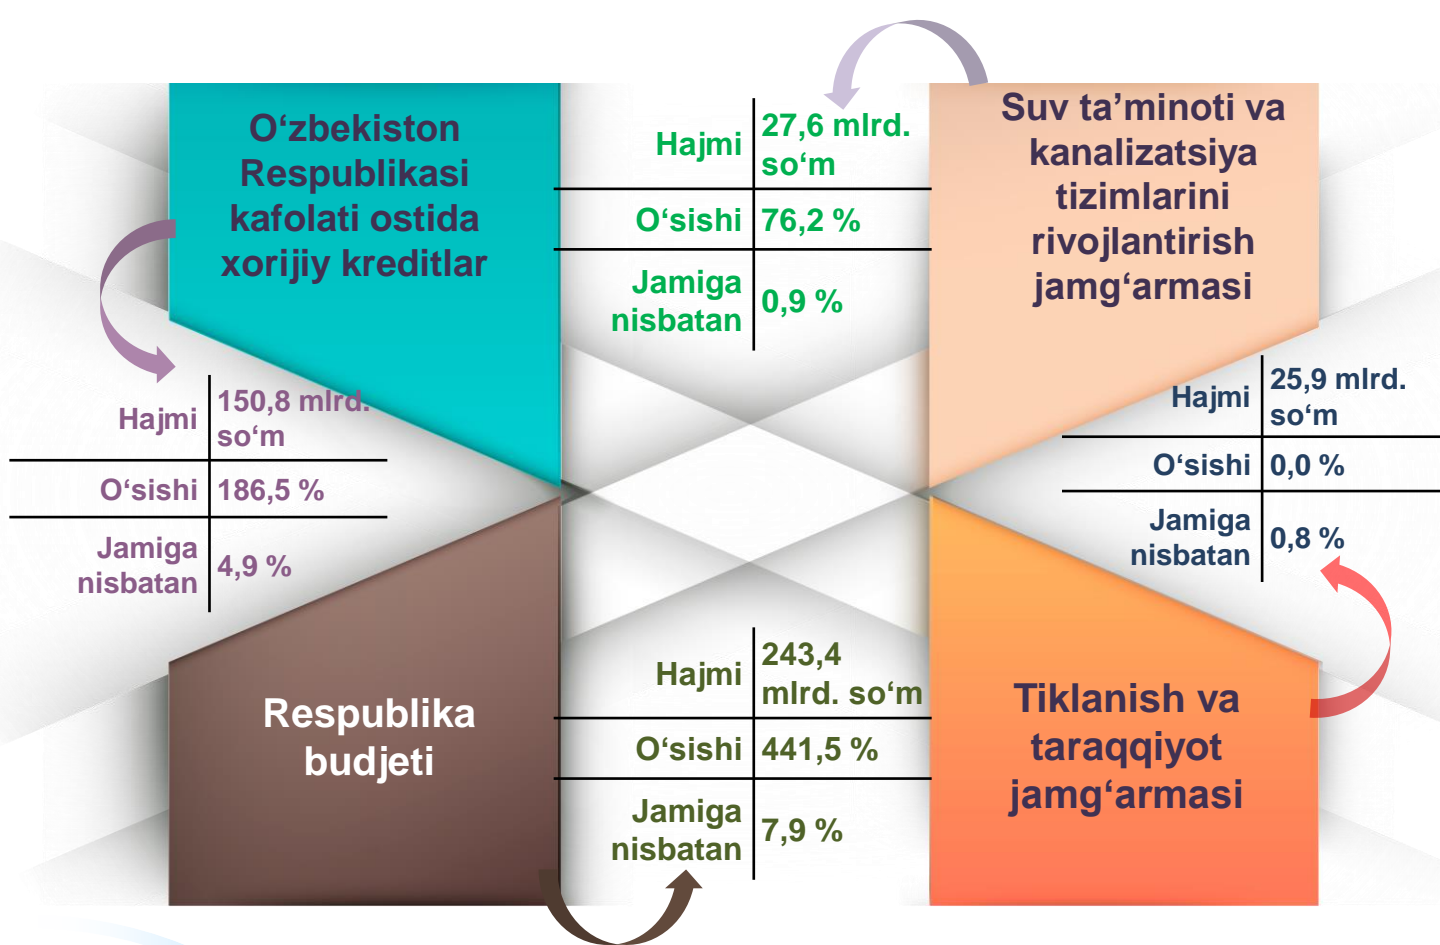 O‘zbekiston
Respublikasi
kafolati ostida
xorijiy kreditlar
Hajmi
150,8 mlrd.
so‘m
O‘sishi
186,5 %
Jamiga
nisbatan
4,9 %
Suv ta’minoti va
kanalizatsiya
tizimlarini
rivojlantirish
jamg‘armasi
Hajmi
27,6 mlrd.
so‘m
O‘sishi
76,2 %
Jamiga
nisbatan
0,9 %
Respublika
budjeti
Hajmi
243,4
mlrd. so‘m
O‘sishi
441,5 %
Jamiga
nisbatan
7,9 %
Tiklanish va
taraqqiyot
jamg‘armasi
Hajmi
25,9 mlrd.
so‘m
O‘sishi
0,0 %
Jamiga
nisbatan
0,8 %